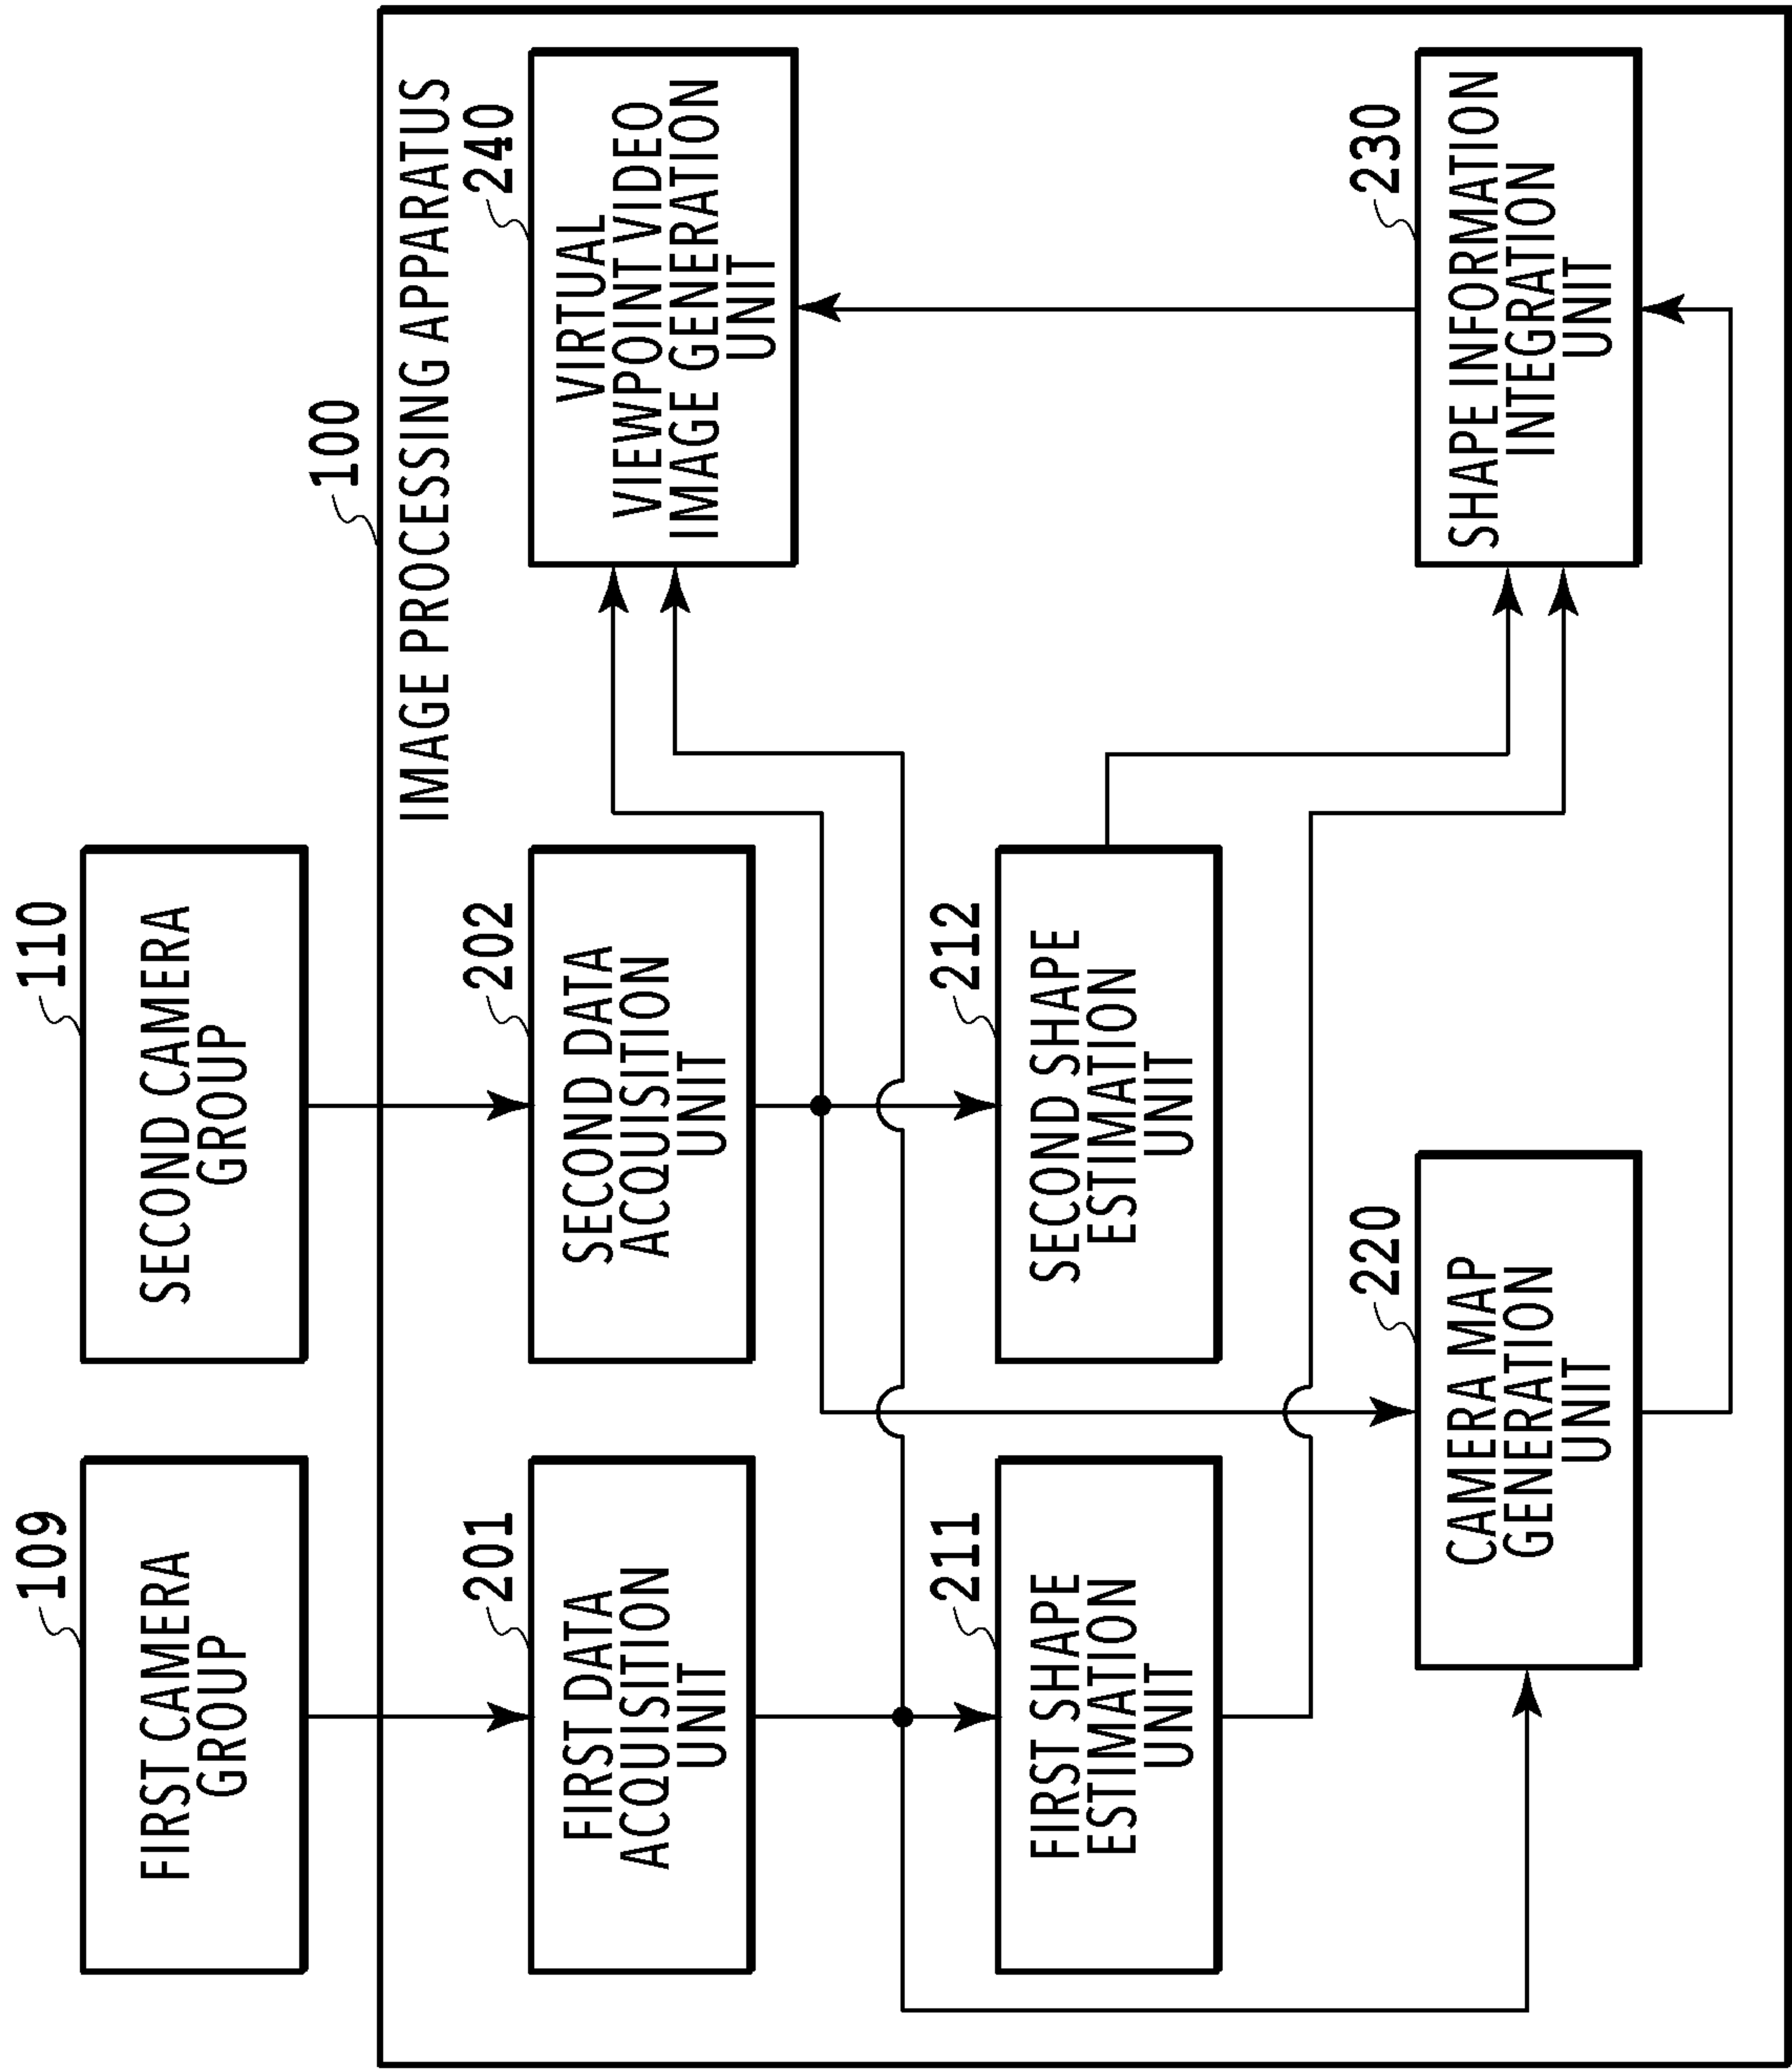 109
FIRST CAMERA
GROUP
110
SECOND CAMERA
GROUP
100
IMAGE PROCESSING APPARATUS
201
FIRST DATA
ACQUISITION
UNIT
202
SECOND DATA
ACQUISITION
UNIT
240
VIRTUAL
VIEWPOINT VIDEO
IMAGE GENERATION
UNIT
211
FIRST SHAPE
ESTIMATION
UNIT
212
SECOND SHAPE
ESTIMATION
UNIT
220
CAMERA MAP
GENERATION
UNIT
230
SHAPE INFORMATION
INTEGRATION
UNIT